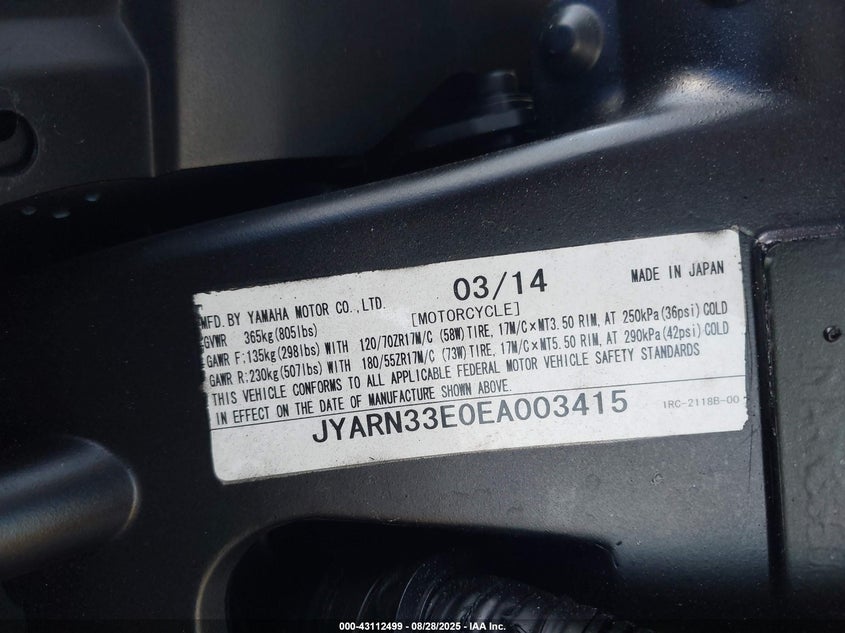 03/14
MADE IN JAPAN
MFD. BY YAMAHA MOTOR CO.,LTD.
[MOTORCYCLE]
GVWR 365kg(805lbs)
GAWR F:135kg(298lbs) WITH 120/70ZR17M/C (58W) TIRE, 17M/C×MT3.50 RIM, AT 250kPa(36psi) COLD
GAWR R:230kg(507lbs) WITH 180/55ZR17M/C (73W) TIRE, 17M/C×MT5.50 RIM, AT 290kPa(42psi) COLD
THIS VEHICLE CONFORMS TO ALL APPLICABLE FEDERAL MOTOR VEHICLE SAFETY STANDARDS
IN EFFECT ON THE DATE OF MANUFACTURE SHOWN ABOVE.
JYARN33E0EA003415
1RC-2118B-00
000-43112499 - 08/28/2025 - IAA Inc.